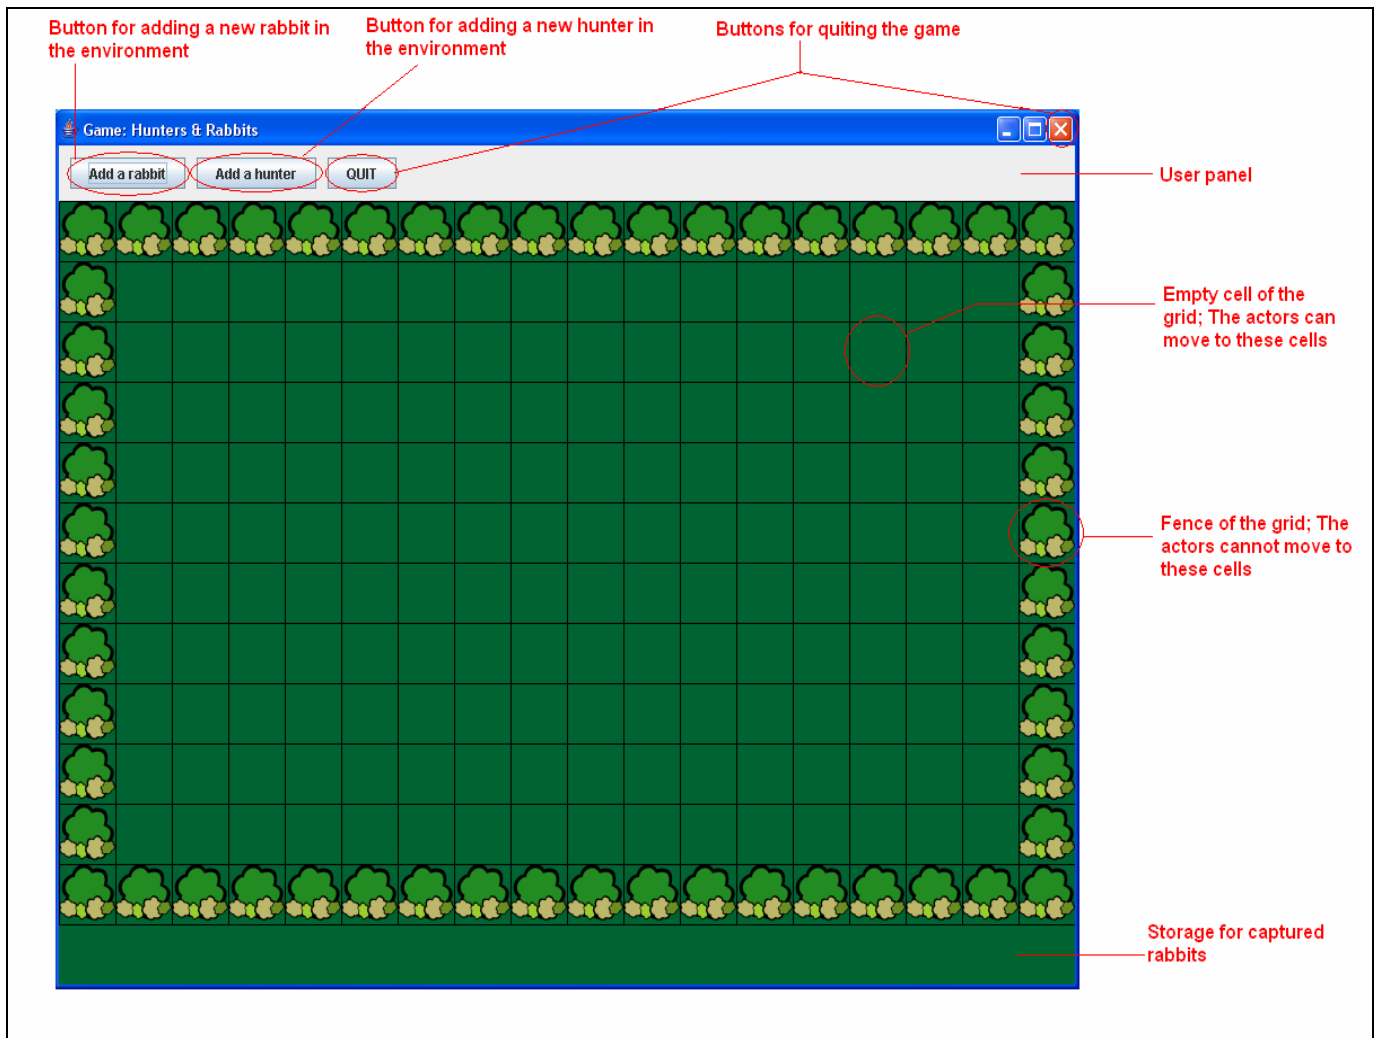 Button for adding a new rabbit in
the environment
Button for adding a new hunter in
the environment
Buttons for quiting the game
Game: Hunters & Rabbits
Add a rabbit
Add a hunter
QUIT
User panel
Empty cell of the
grid; The actors can
move to these cells
Fence of the grid; The
actors cannot move to
these cells
Storage for captured
rabbits